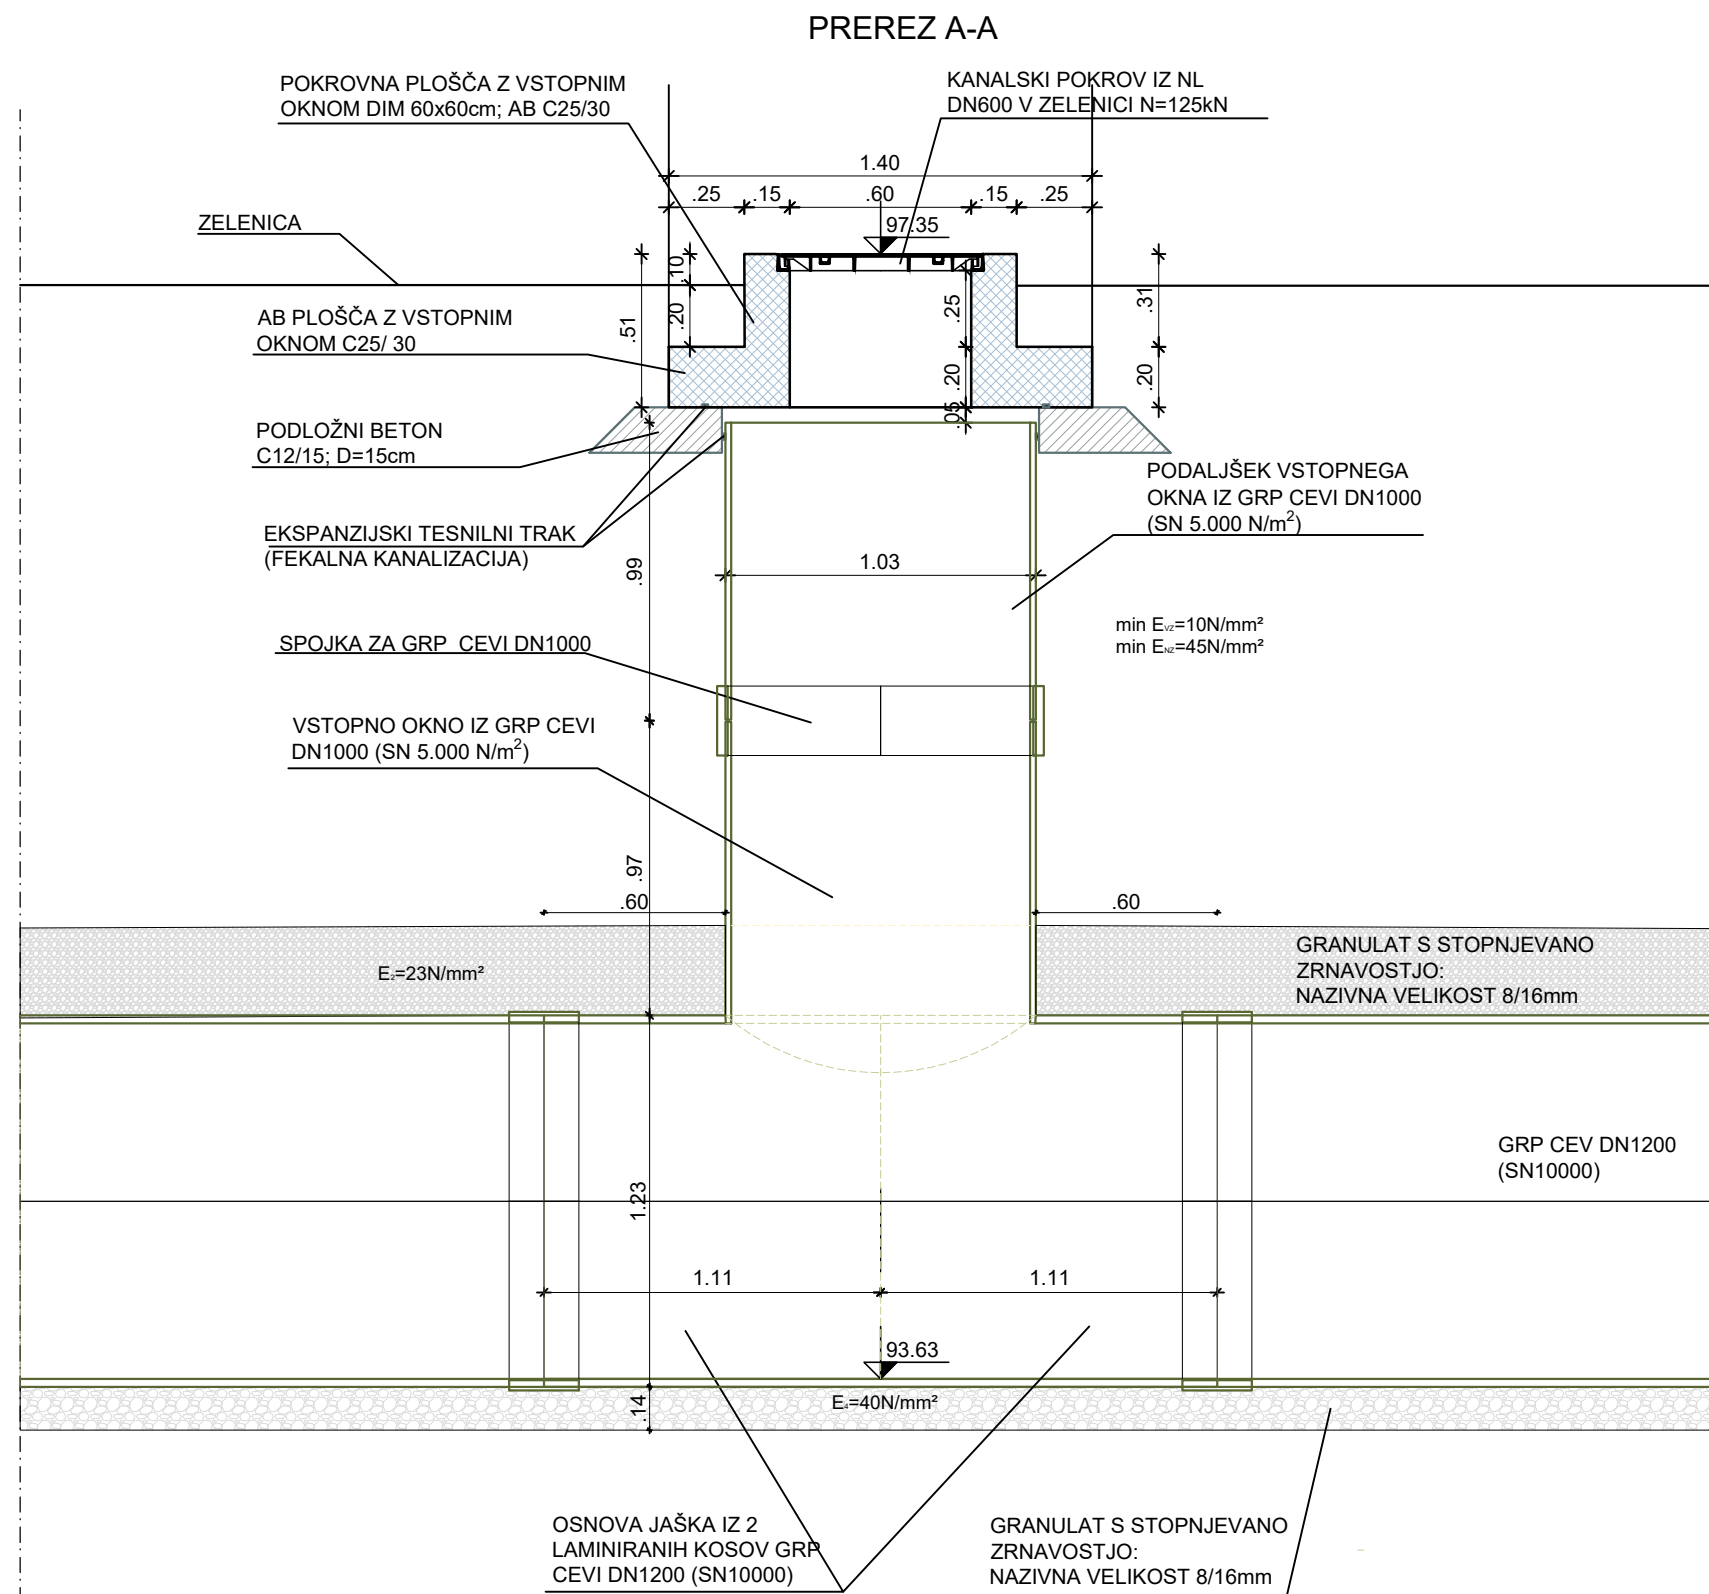 PREREZ A-A
POKROVNA PLOŠČA Z VSTOPNIM
OKNOM DIM 60x60cm; AB C25/30
KANALSKI POKROV IZ NL
DN600 V ZELENICI N=125kN
1.40
.25
.15
.60
.15
.25
ZELENICA
97.35
.10
.20
.51
.25
.20
.05
.31
.20
AB PLOŠČA Z VSTOPNIM
OKNOM C25/ 30
PODLOŽNI BETON
C12/15; D=15cm
PODALJŠEK VSTOPNEGA
OKNA IZ GRP CEVI DN1000
(SN 5.000 N/m²)
EKSPANZIJSKI TESNILNI TRAK
(FEKALNA KANALIZACIJA)
.99
1.03
min Evz=10N/mm²
min Enz=45N/mm²
SPOJKA ZA GRP CEVI DN1000
VSTOPNO OKNO IZ GRP CEVI
DN1000 (SN 5.000 N/m²)
.97
.60
.60
E₂=23N/mm²
GRANULAT S STOPNJEVANO
ZRNAVOSTJO:
NAZIVNA VELIKOST 8/16mm
GRP CEV DN1200
(SN10000)
1.23
1.11
1.11
93.63
.14
E₄=40N/mm²
OSNOVA JAŠKA IZ 2
LAMINIRANIH KOSOV GRP
CEVI DN1200 (SN10000)
GRANULAT S STOPNJEVANO
ZRNAVOSTJO:
NAZIVNA VELIKOST 8/16mm